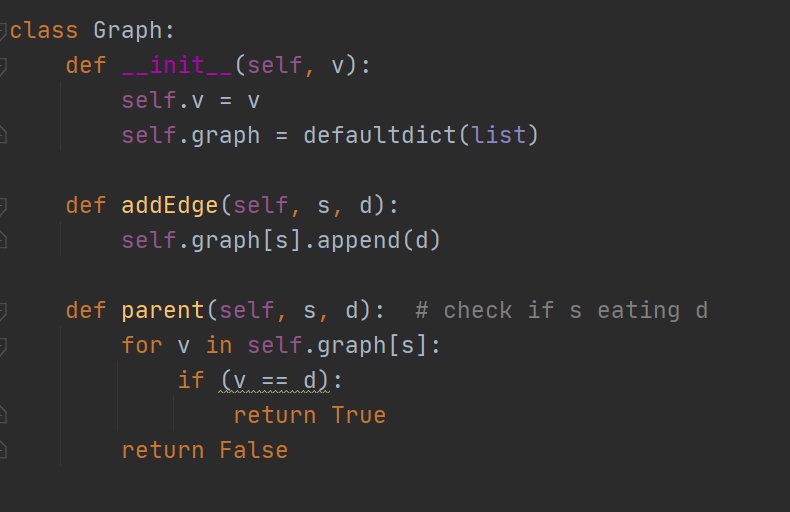 class Graph:
    def __init__(self, v):
        self.v = v
        self.graph = defaultdict(list)
    def addEdge(self, s, d):
        self.graph[s].append(d)
    def parent(self, s, d):  # check if s eating d
        for v in self.graph[s]:
            if (v == d):
                return True
        return False